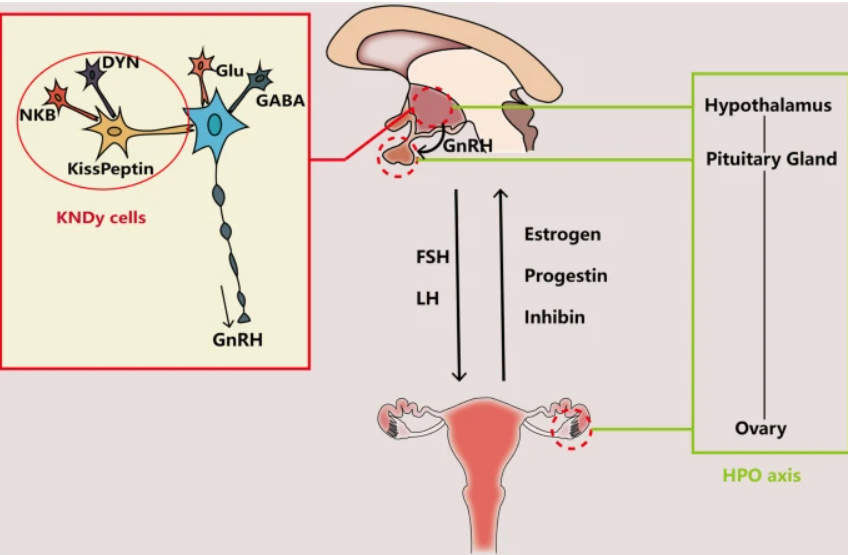 DYN
Glu
NKB
GABA
KissPeptin
KNDy cells
GnRH
GnRH
FSH
LH
Estrogen
Progestin
Inhibin
Hypothalamus
Pituitary Gland
Ovary
HPO axis